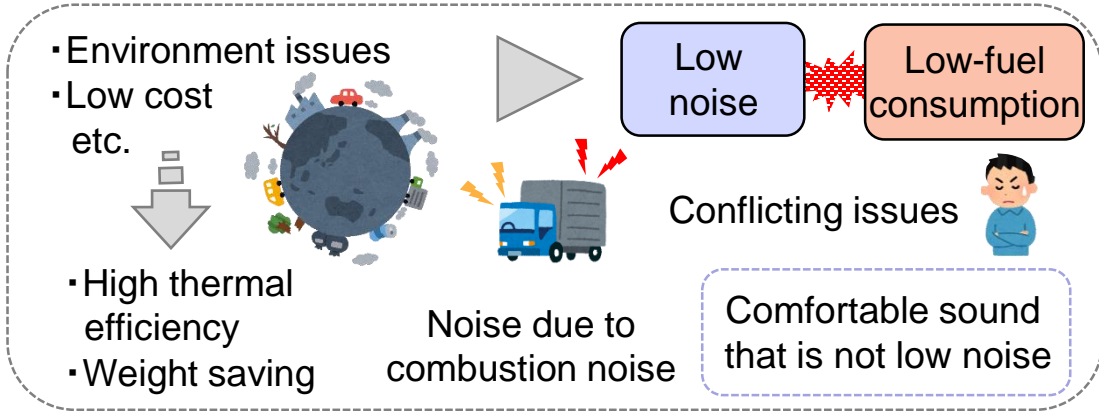 ・Environment issues
・Low cost
etc.
・High thermal
efficiency
・Weight saving
Noise due to
combustion noise
Low
noise
Low-fuel
consumption
Conflicting issues
Comfortable sound
that is not low noise